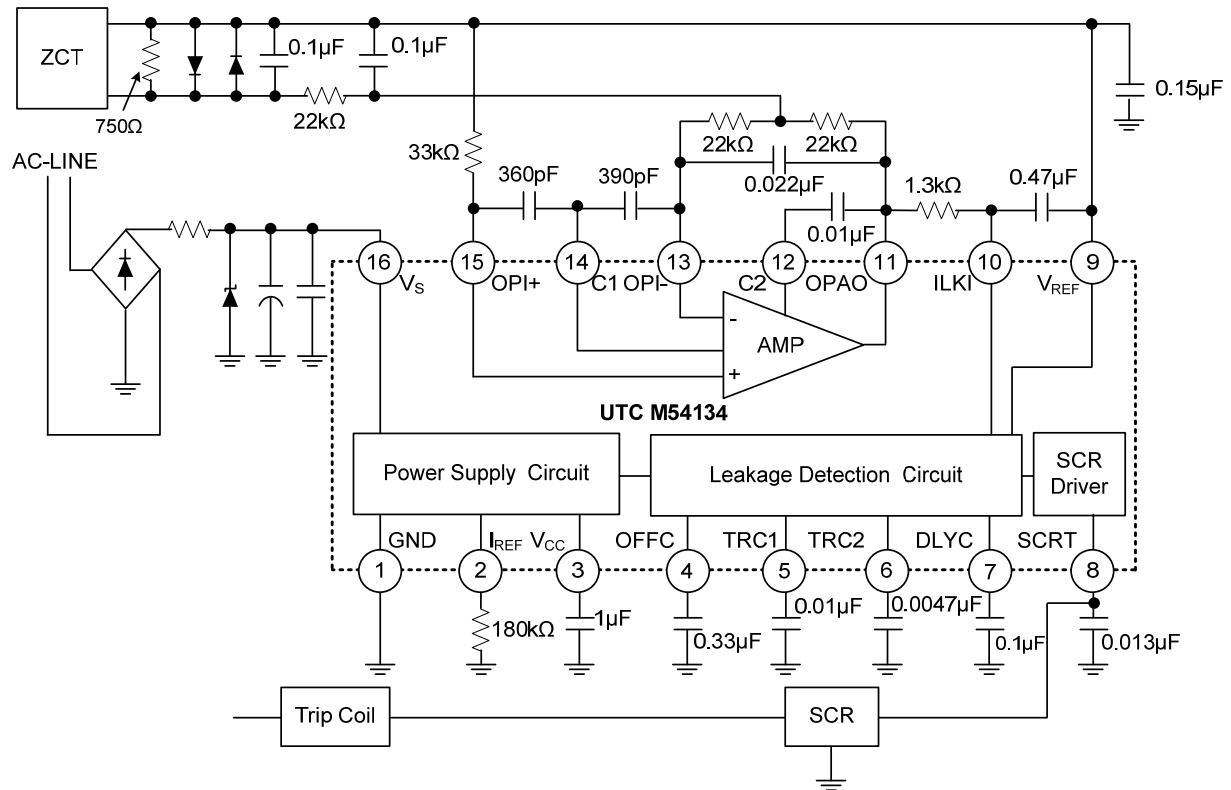 ZCT
0.1µF
0.1µF
0.15µF
750Ω
22kΩ
22kΩ
22kΩ
AC-LINE
33kΩ
360pF
390pF
0.022µF
1.3kΩ
0.47µF
0.01µF
16
15
14
13
12
11
10
9
VS
OPI+
C1
OPI-
C2
OPAO
ILKI
VREF
-
AMP
+
UTC M54134
Power Supply Circuit
Leakage Detection Circuit
SCR
Driver
GND
IREF
VCC
OFFC
TRC1
TRC2
DLYC
SCRT
1
2
3
4
5
6
7
8
180kΩ
1µF
0.33µF
0.01µF
0.0047µF
0.1µF
0.013µF
Trip Coil
SCR